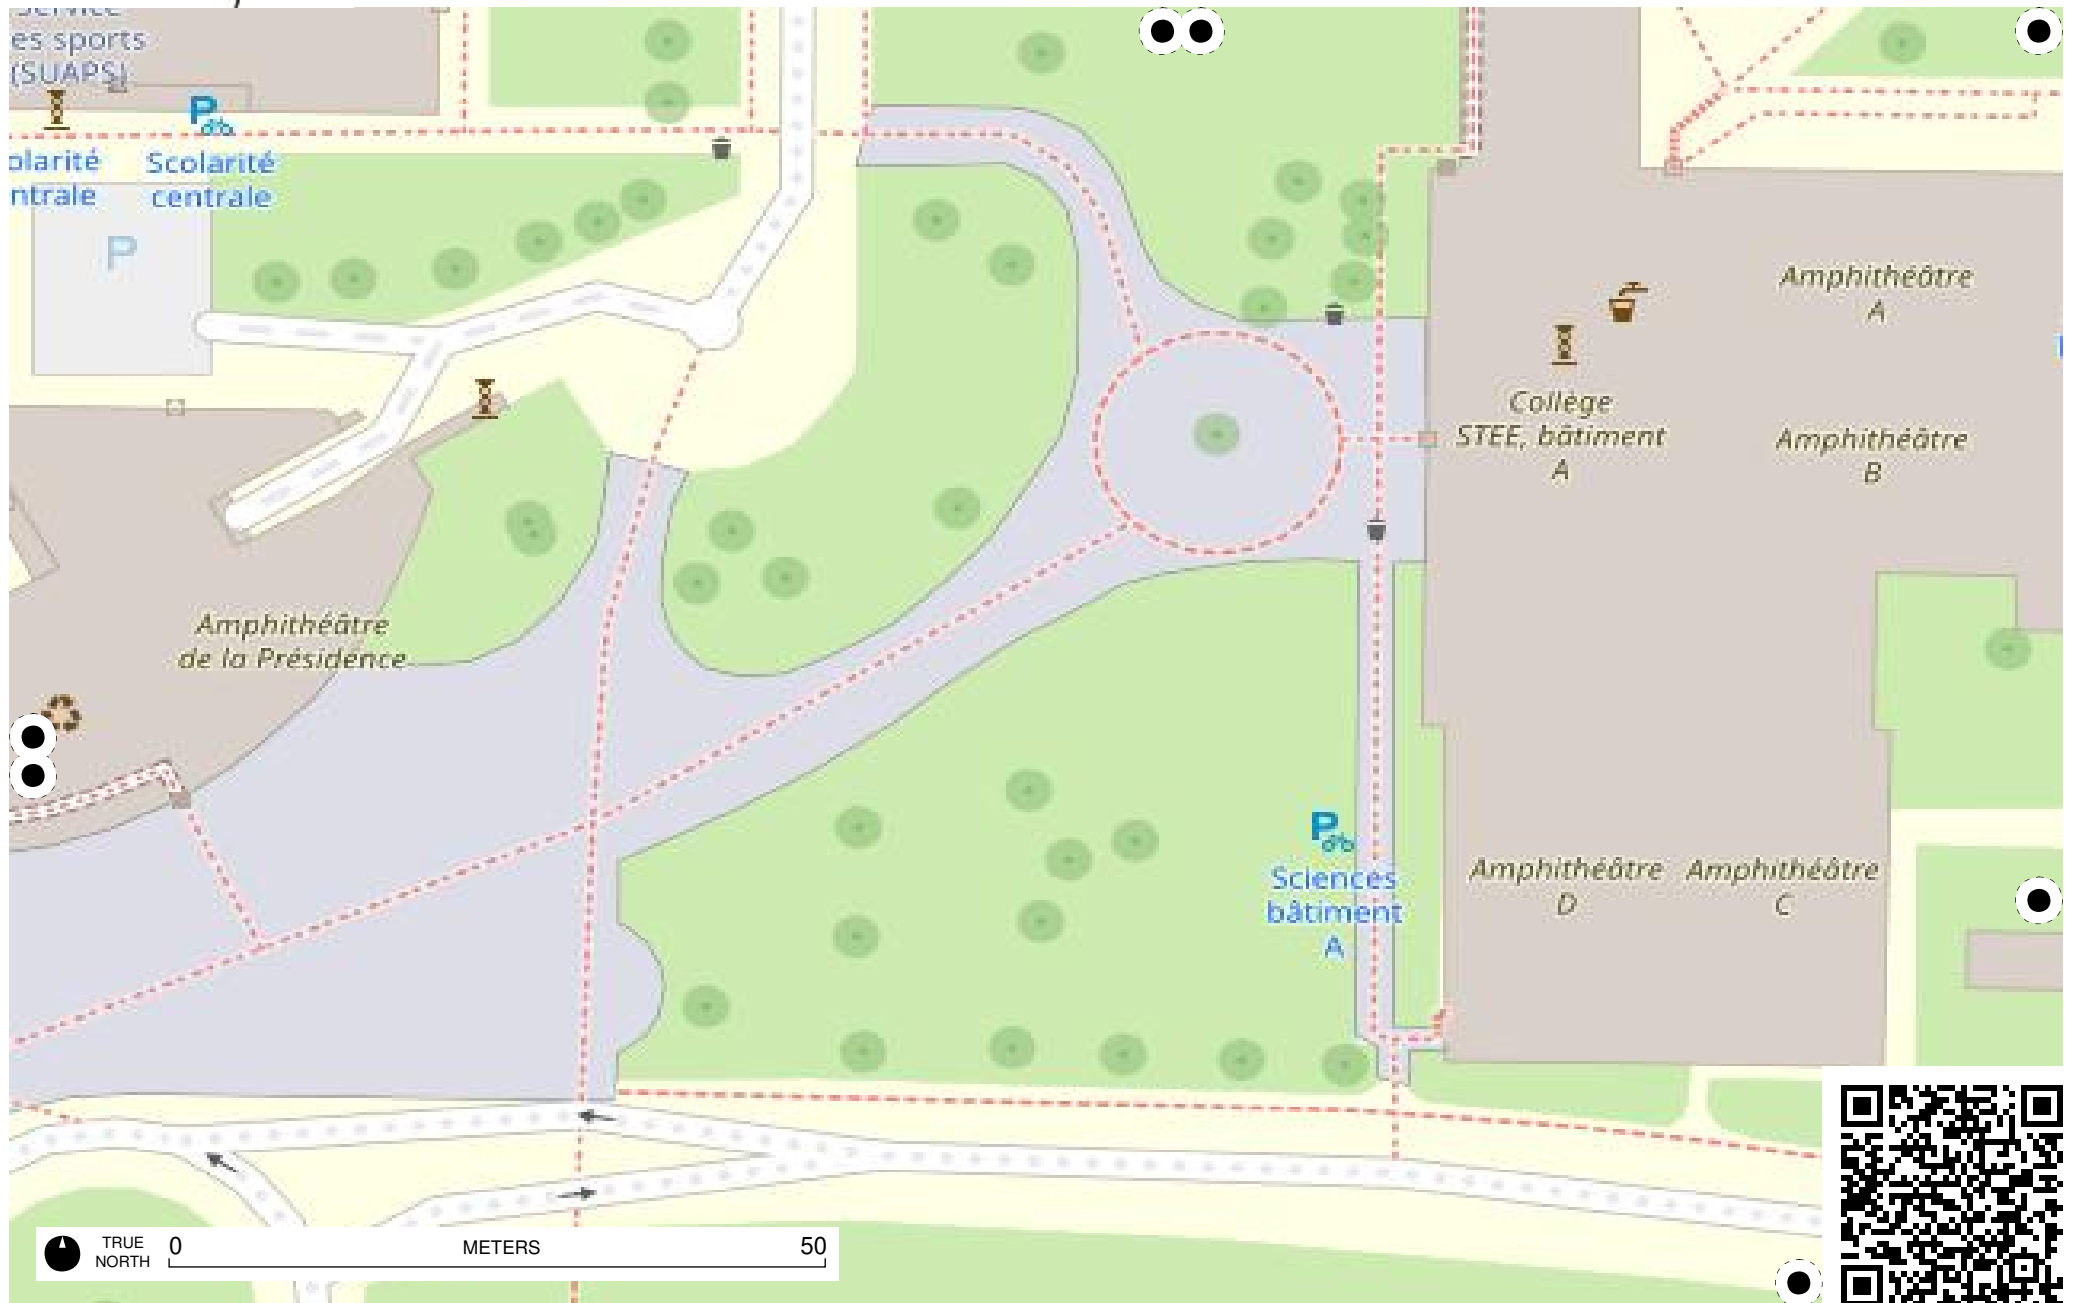 es sports
(SUAPS)
P
olarité
ntrale
Scolarité
centrale
P
Amphithéâtre
A
Collège
STEE, bâtiment
A
Amphithéâtre
B
Amphithéâtre
de la Présidence
P
Sciences
bâtiment
A
Amphithéâtre
D
Amphithéâtre
C
TRUE
NORTH
0
METERS
50